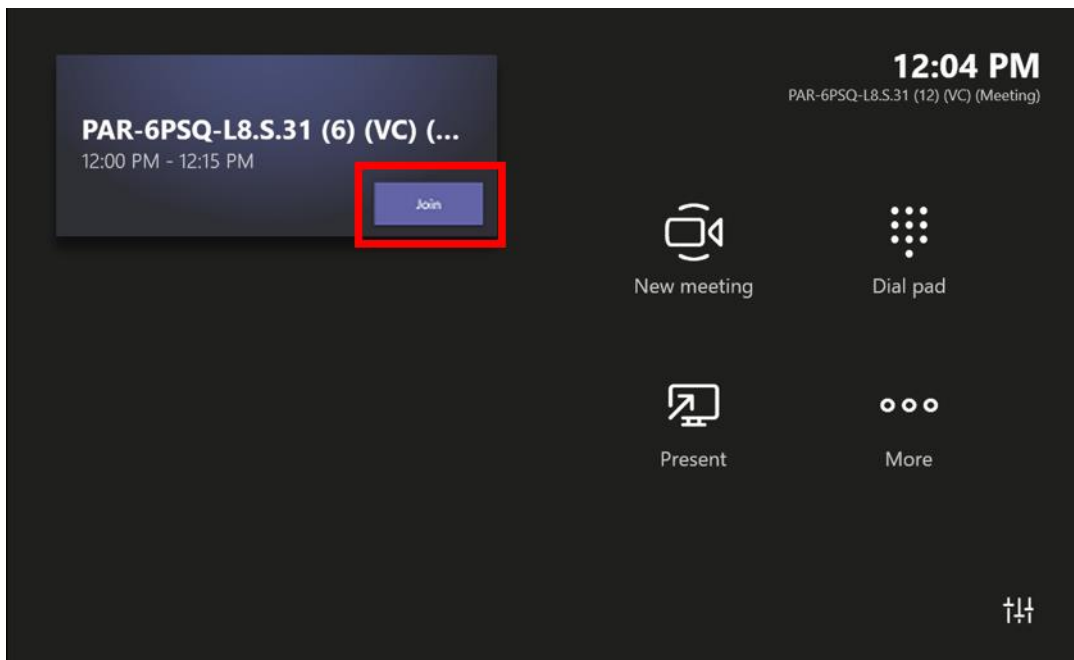 12:04 PM
PAR-6PSQ-L8.S.31 (12) (VC) (Meeting)
PAR-6PSQ-L8.S.31 (6) (VC) (...
12:00 PM - 12:15 PM
Join
New meeting
Dial pad
Present
More